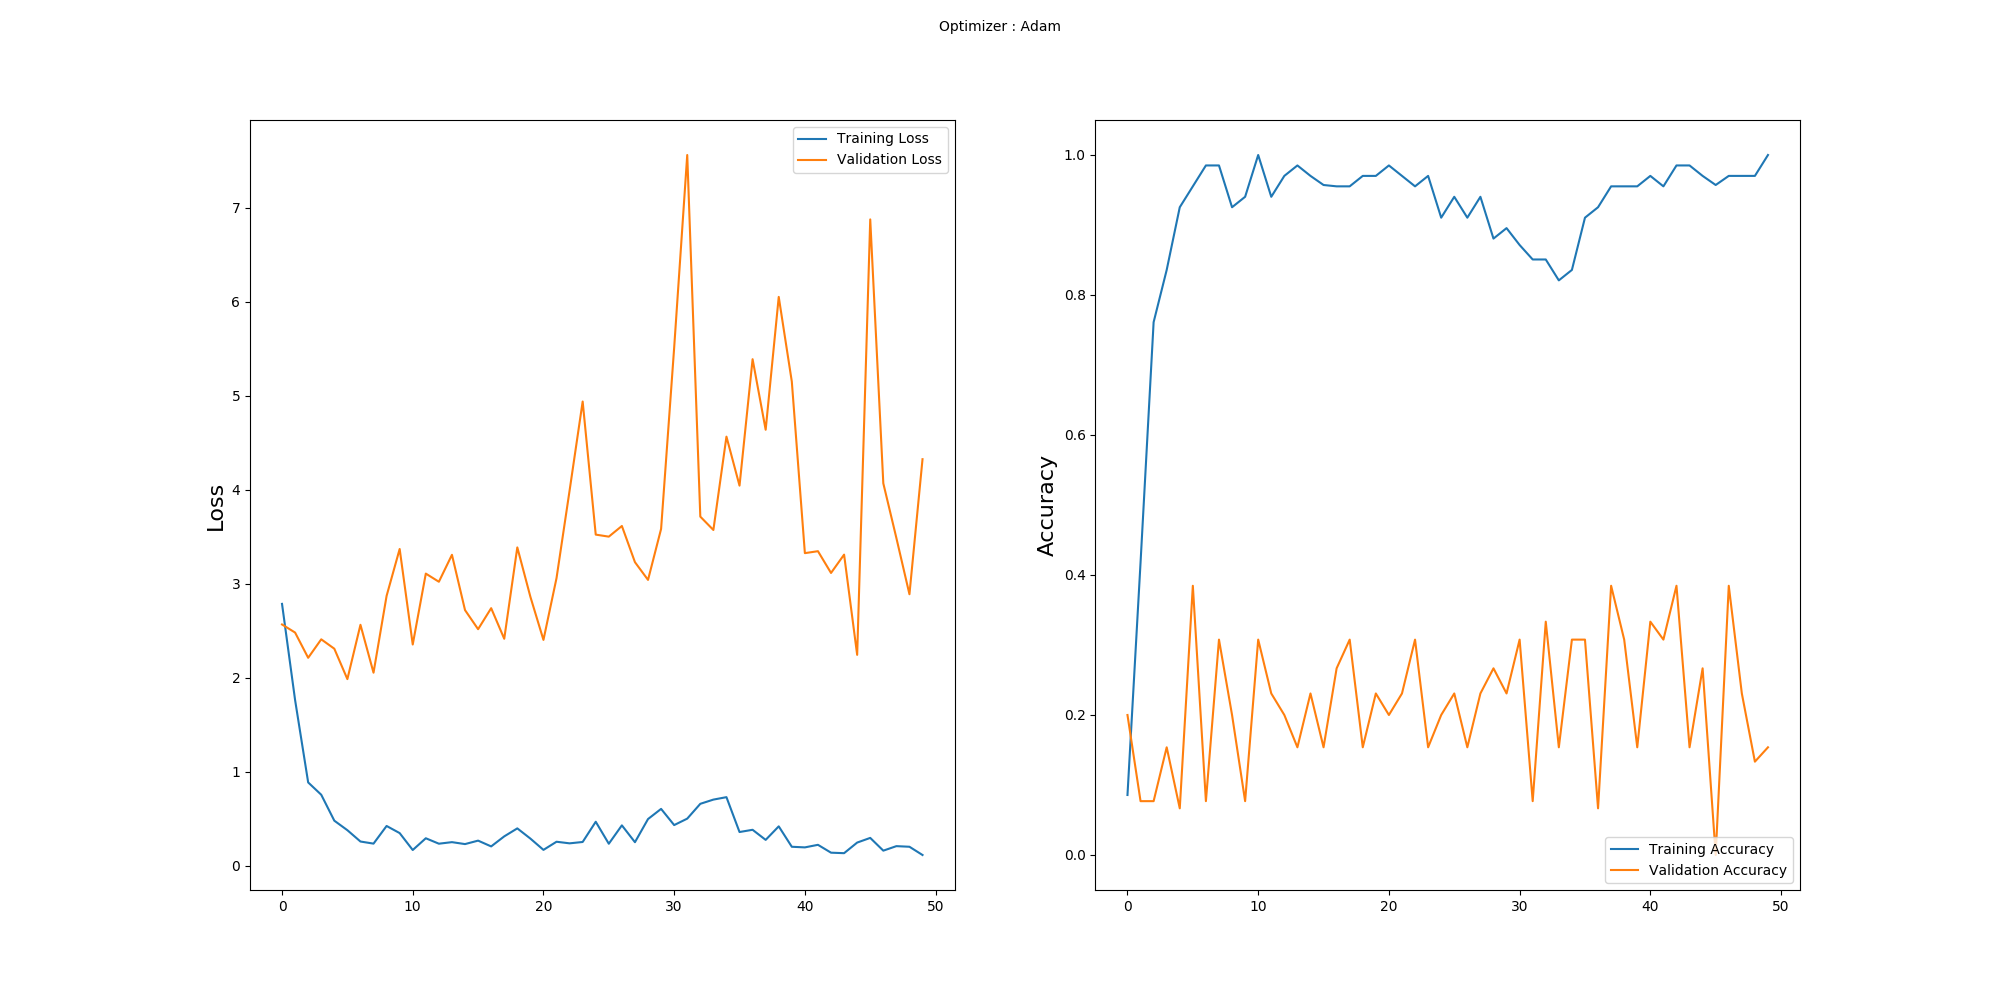 Optimizer : Adam
Training Loss
Validation Loss
Loss
7
6
5
4
3
2
1
0
0 10 20 30 40 50
Accuracy
1.0
0.8
0.6
0.4
0.2
0.0
Training Accuracy
Validation Accuracy
0 10 20 30 40 50